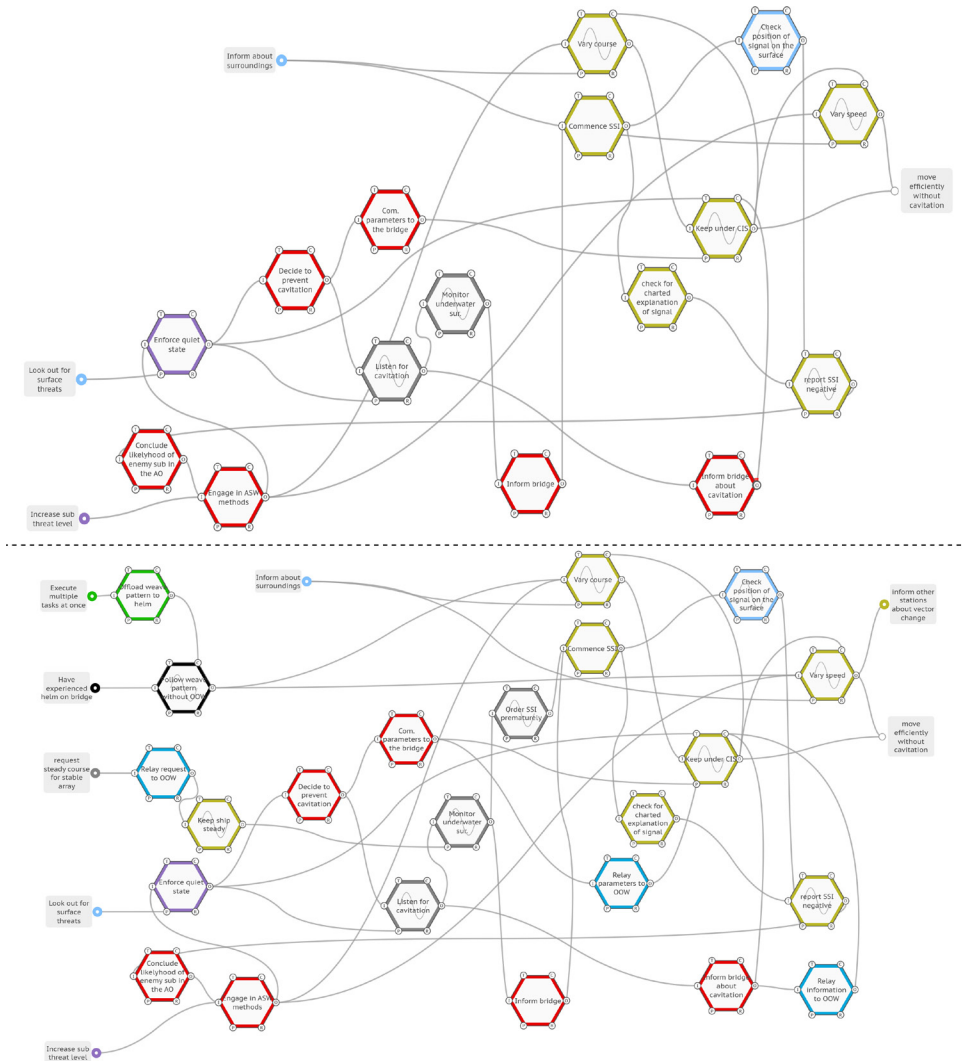 Check
position of
signal on the
surface
Vary course
Inform about
surroundings
Vary speed
Commence SSI
move
efficiently
without
cavitation
Com.
parameters to
the bridge
Keep under CIS
Decide to
prevent
cavitation
check for
charted
explanation
of signal
Monitor
underwater
sur.
Enforce quiet
state
Listen for
cavitation
Look out for
surface
threats
report SSI
negative
Conclude
likelyhood of
enemy sub in
the AO
Engage in ASW
methods
Inform bridge
Inform bridge
about
cavitation
Increase sub
threat level
Execute
multiple
tasks at once
offload weave
pattern to
helm
Inform about
surroundings
Vary course
Check
position of
signal on the
surface
inform other
stations
about vector
change
Commence SSI
Vary speed
Have
experienced
helm on bridge
follow weave
pattern
without OOW
Order SSI
prematurely
move
efficiently
without
cavitation
Com.
parameters to
the bridge
Keep under CIS
request
steady course
for stable
array
Relay request
to OOW
Decide to
prevent
cavitation
Keep ship
steady
Monitor
underwater
sur.
check for
charted
explanation
of signal
Enforce quiet
state
Relay
parameters to
OOW
Listen for
cavitation
report SSI
negative
Look out for
surface
threats
Conclude
likelyhood of
enemy sub in
the AO
Engage in ASW
methods
Inform bridge
Inform bridge
about
cavitation
Relay
information
to OOW
Increase sub
threat level